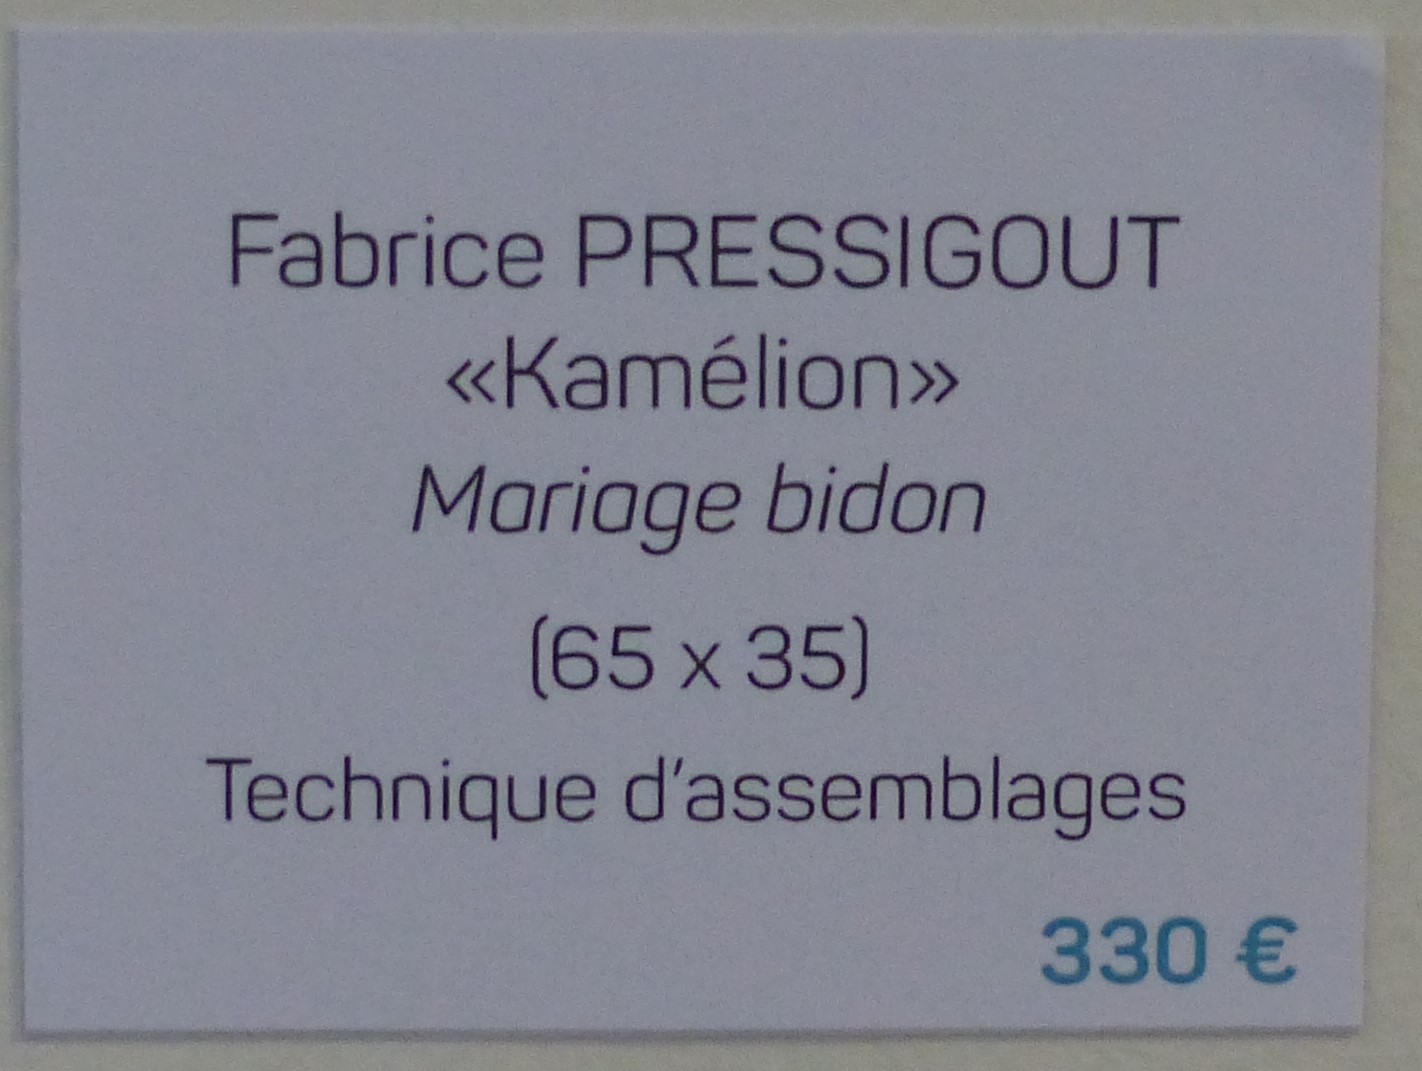 Fabrice PRESSIGOUT
«Kamélion»
Mariage bidon
(65 x 35)
Technique d'assemblages
330 €